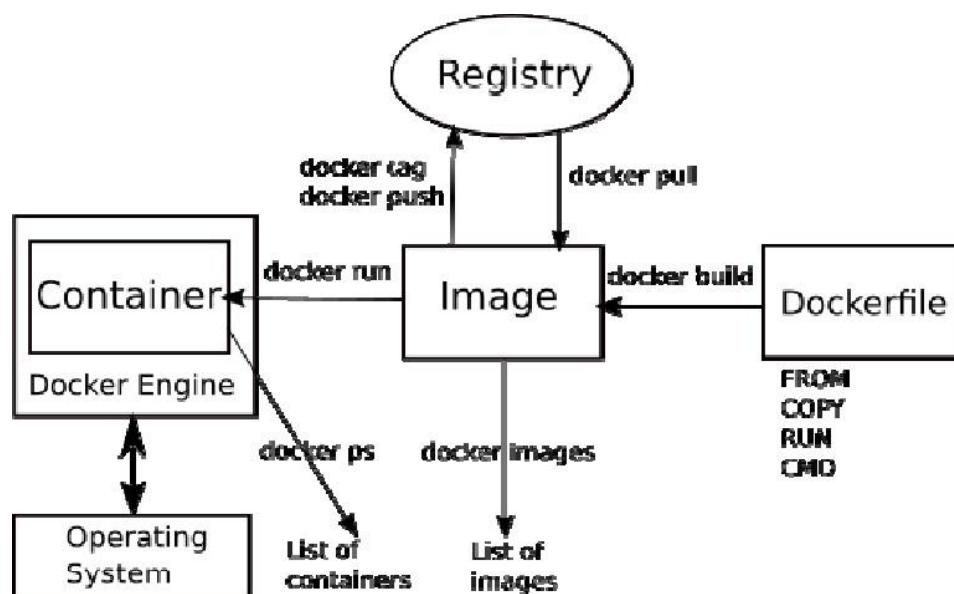 Registry
docker tag
docker push
docker pull
docker run
docker build
Container
Image
Dockerfile
Docker Engine
FROM
COPY
RUN
CMD
docker ps
docker images
Operating
System
List of
containers
List of
images